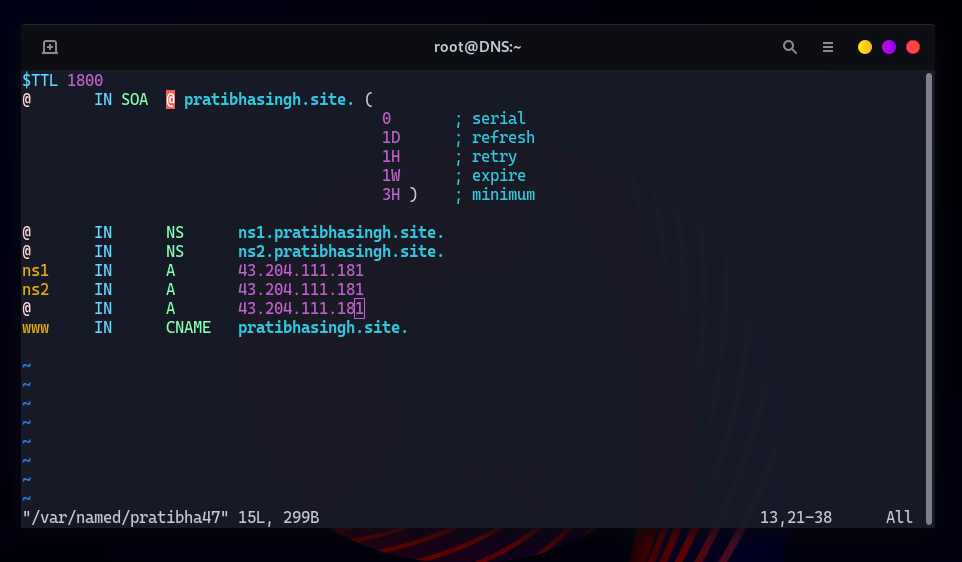 root@DNS:~
$TTL 1800
@       IN SOA  @ pratibhasingh.site. (
                                        0       ; serial
                                        1D      ; refresh
                                        1H      ; retry
                                        1W      ; expire
                                        3H )    ; minimum
@       IN      NS      ns1.pratibhasingh.site.
@       IN      NS      ns2.pratibhasingh.site.
ns1     IN      A       43.204.111.181
ns2     IN      A       43.204.111.181
@       IN      A       43.204.111.181
www     IN      CNAME   pratibhasingh.site.
~
~
~
~
~
~
~
~
"/var/named/pratibha47" 15L, 299B                                                 13,21-38      All